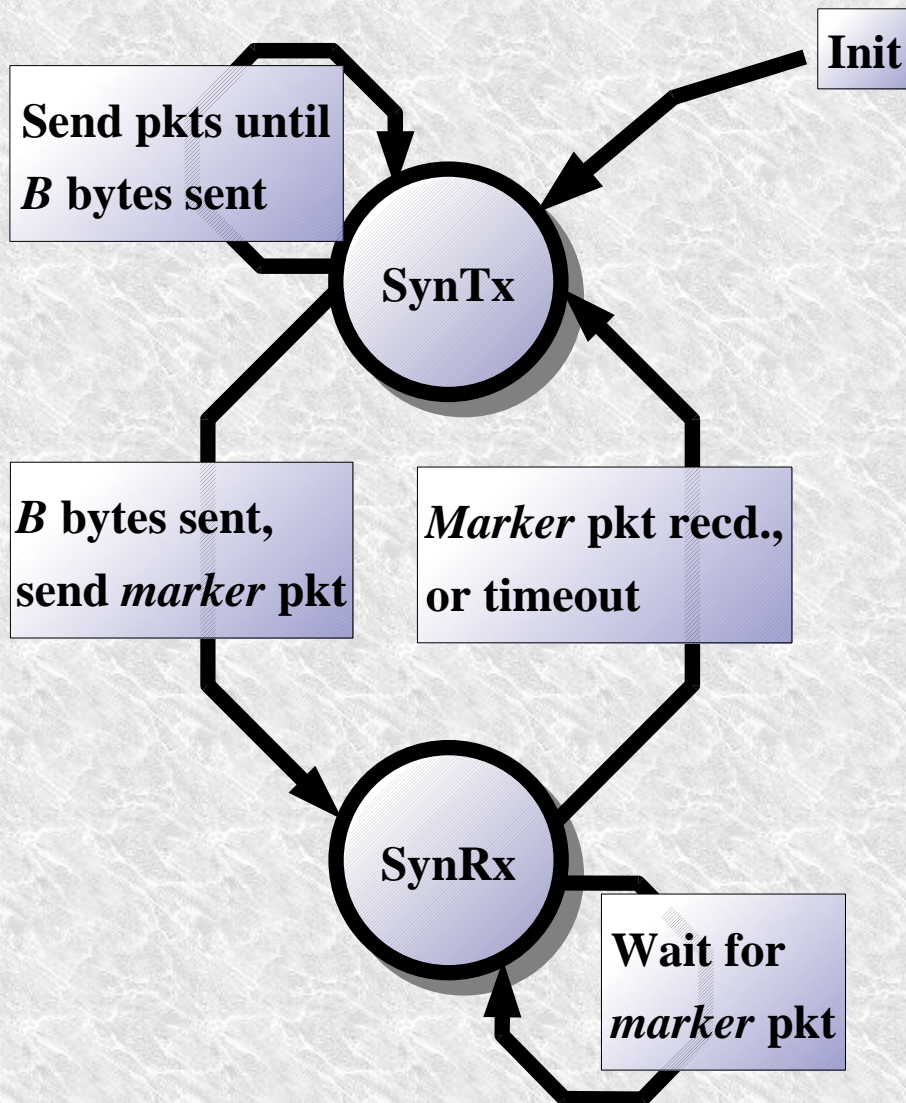 Init
Send pkts until
B bytes sent
SynTx
B bytes sent,
send marker pkt
Marker pkt recd.,
or timeout
SynRx
Wait for
marker pkt